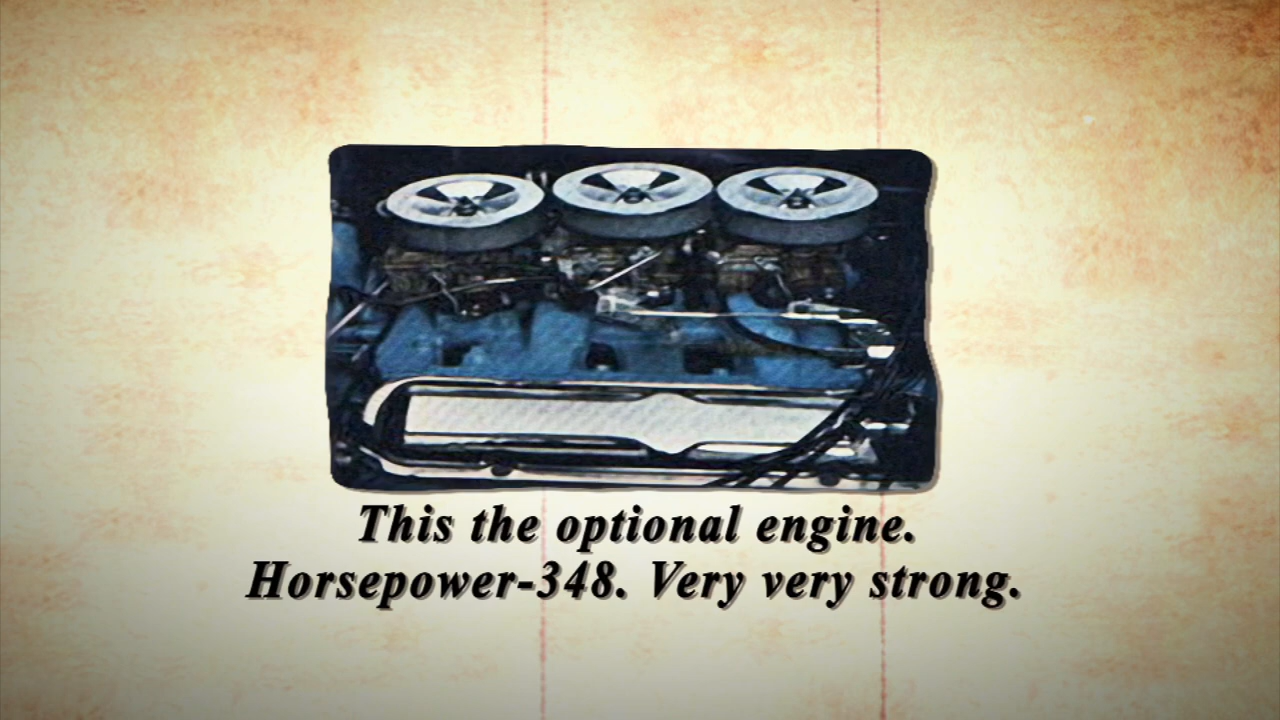 This the optional engine.
Horsepower-348. Very very strong.